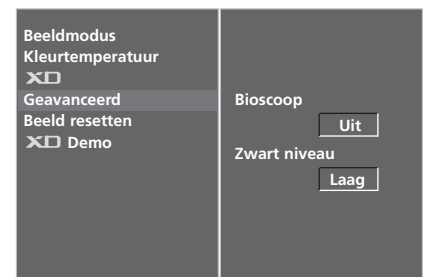 Beeldmodus
Kleurtemperatuur
XD
Geavanceerd
Beeld resetten
XD Demo
Bioscoop
Uit
Zwart niveau
Laag